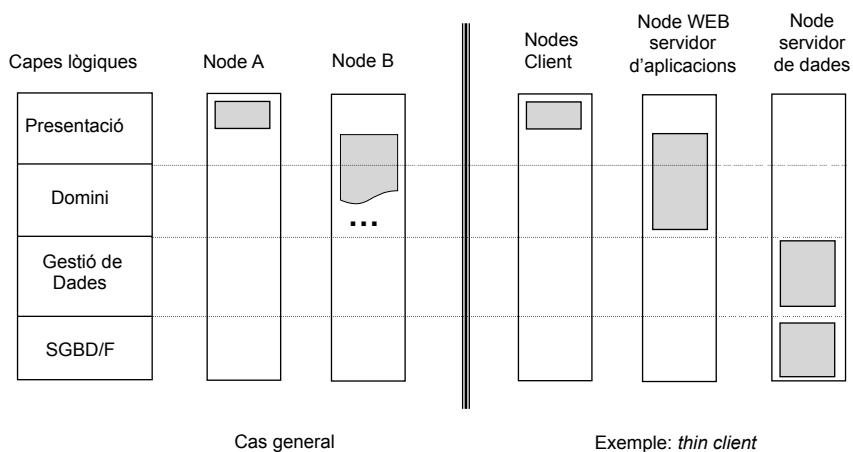 Capes lògiques
Node A
Node B
Nodes
Client
Node WEB
servidor
d'aplicacions
Node
servidor
de dades
Presentació
Domini
...
Gestió de
Dades
SGBD/F
Cas general
Exemple: thin client